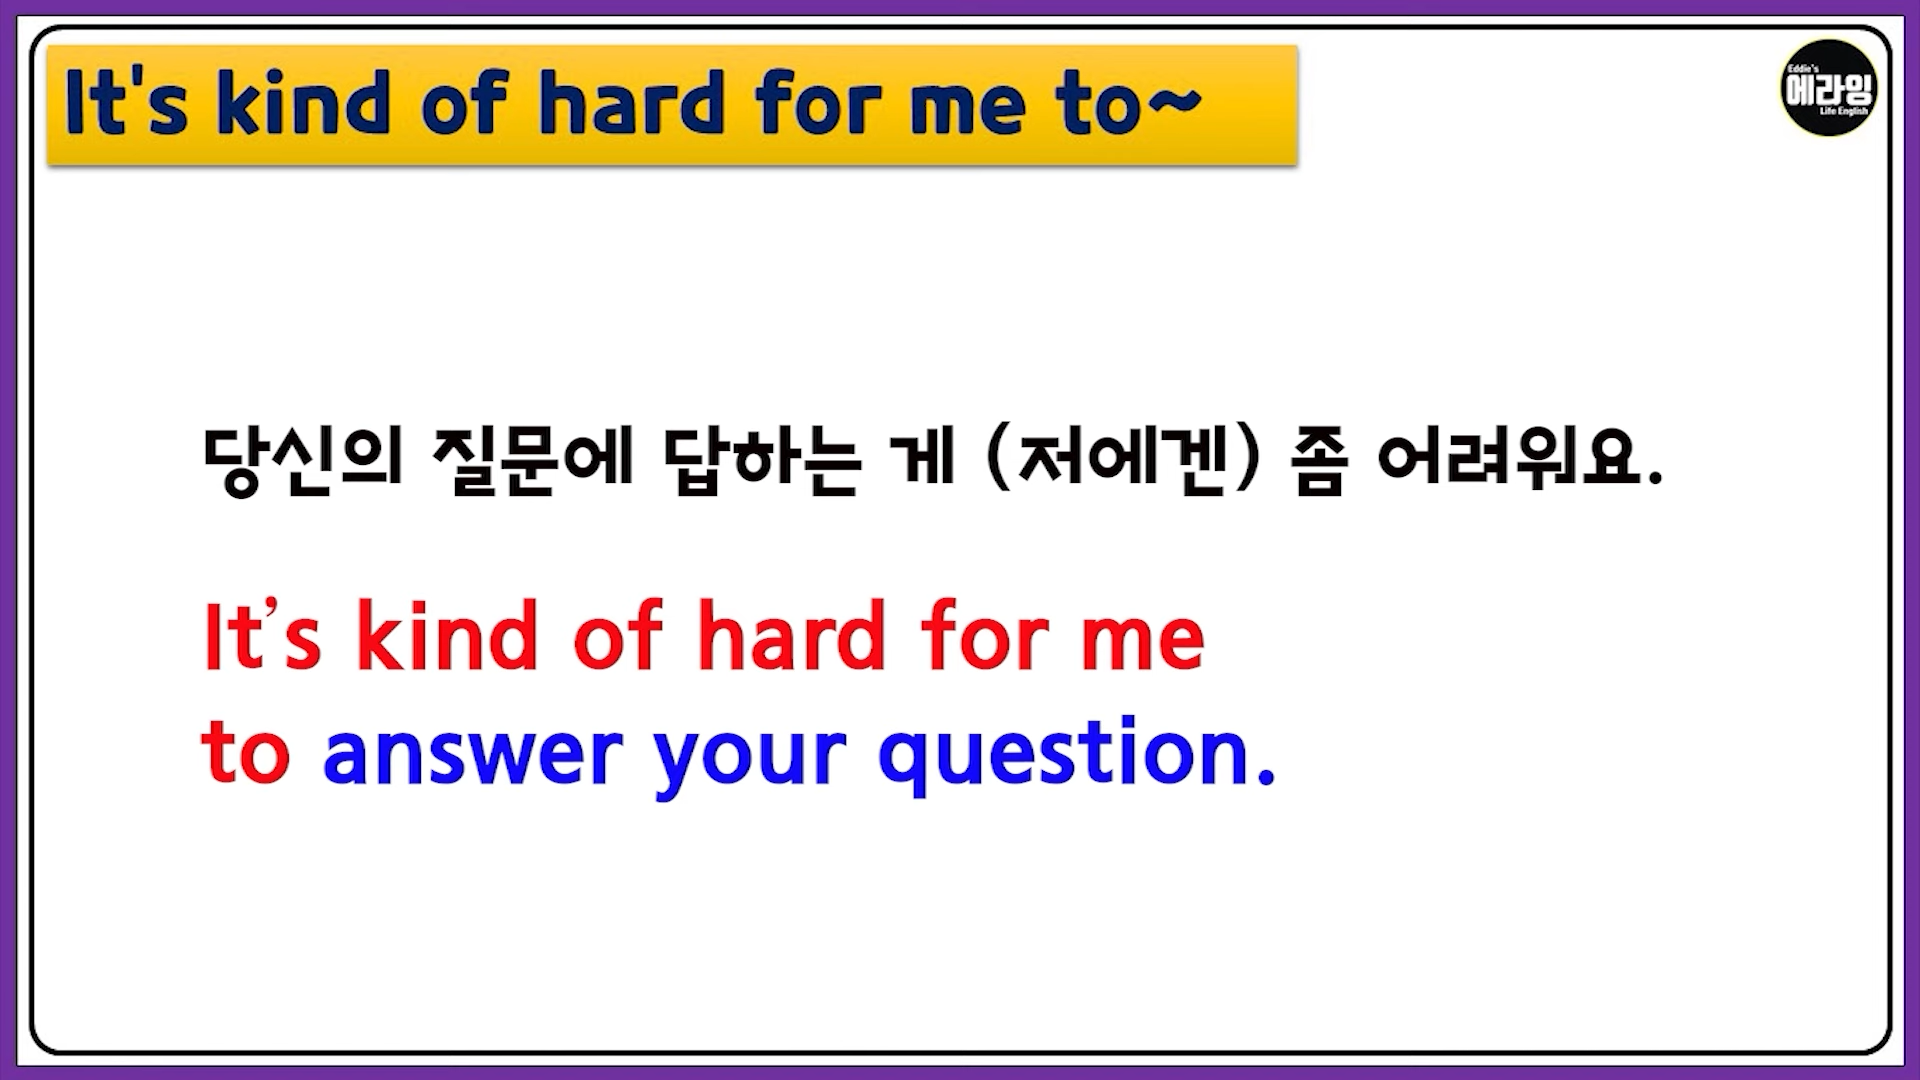 It's kind of hard for me to~
Eddie's
에라잉
Life English
당신의 질문에 답하는 게 (저에겐) 좀 어려워요.
It’s kind of hard for me
to answer your question.